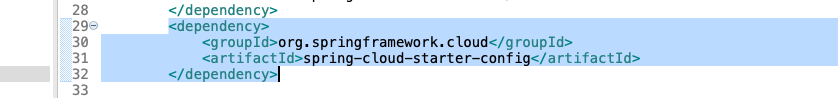 28 </dependency>
29 <dependency>
30 <groupId>org.springframework.cloud</groupId>
31 <artifactId>spring-cloud-starter-config</artifactId>
32 </dependency>
33